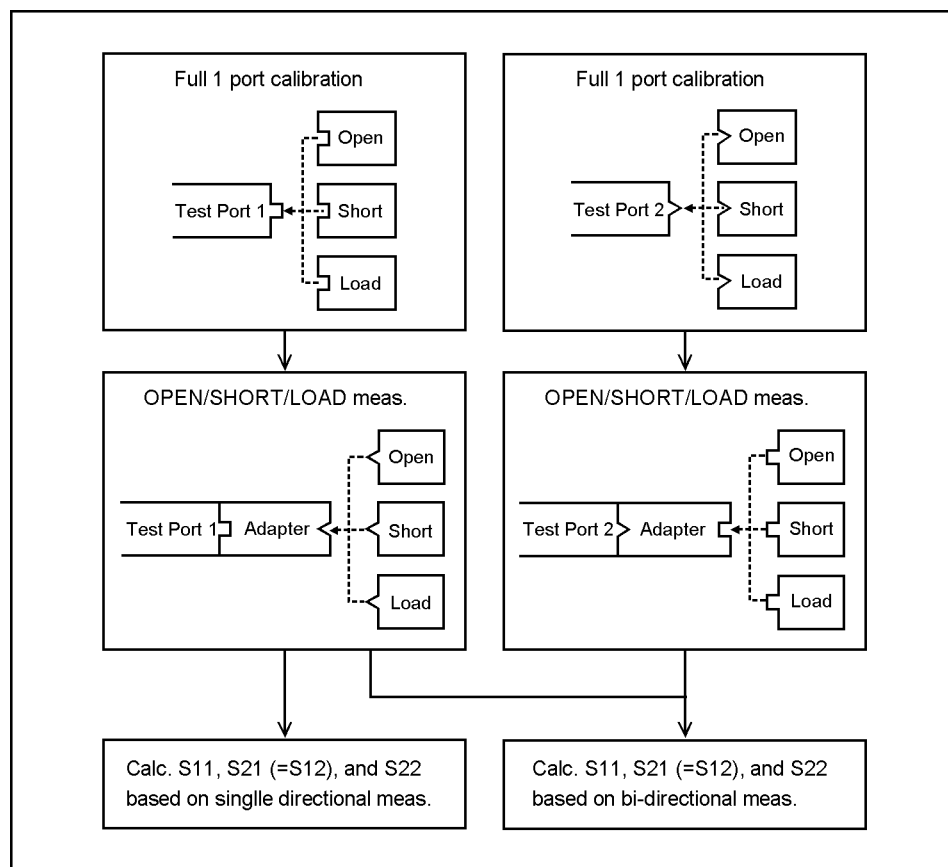 Full 1 port calibration
Open
Test Port 1
Short
Load
Full 1 port calibration
Open
Test Port 2
Short
Load
OPEN/SHORT/LOAD meas.
Open
Test Port 1
Adapter
Short
Load
OPEN/SHORT/LOAD meas.
Open
Test Port 2
Adapter
Short
Load
Calc. S11, S21 (=S12), and S22
based on singlle directional meas.
Calc. S11, S21 (=S12), and S22
based on bi-directional meas.